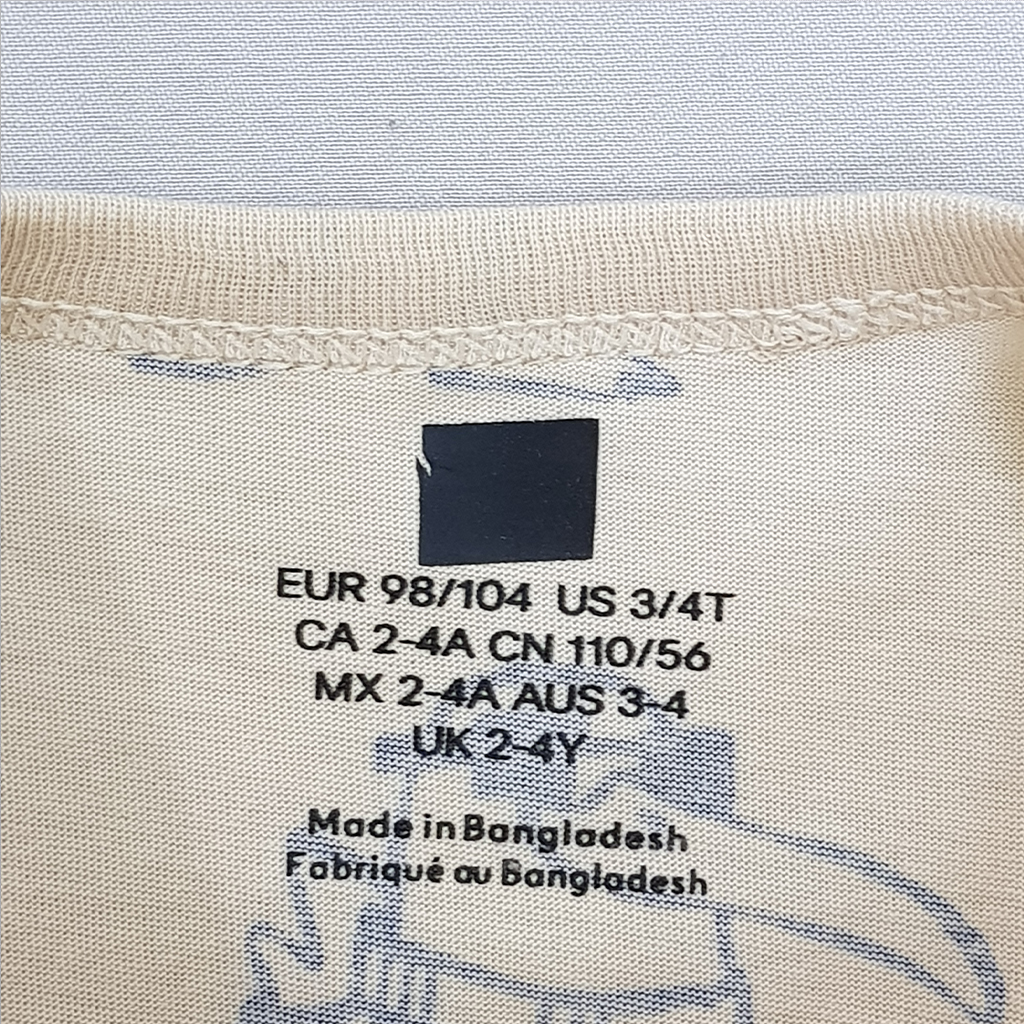 EUR 98/104 US 3/4T
CA 2-4A CN 110/56
MX 2-4A AUS 3-4
UK 2-4Y
Made in Bangladesh
Fabriqué au Bangladesh